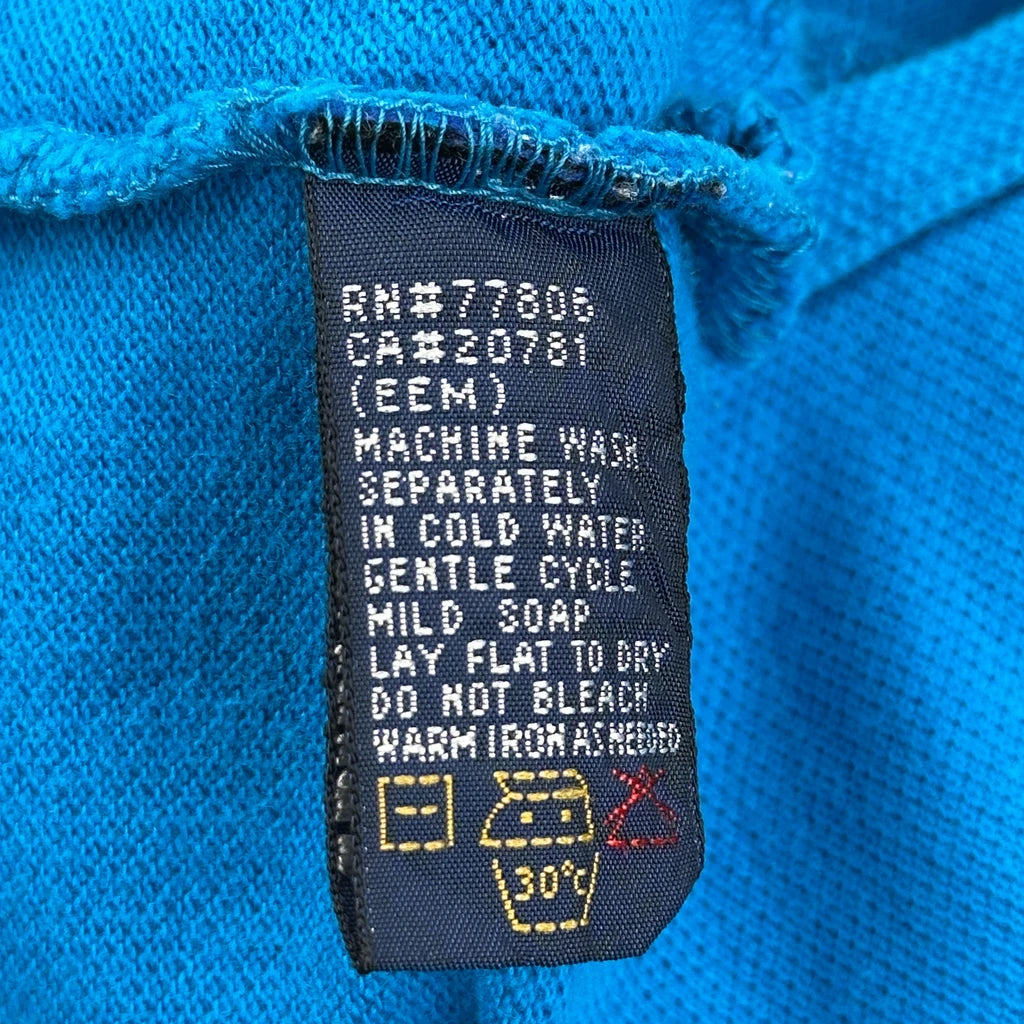 RN#77806
CA#20781
(EEM)
MACHINE WASH
SEPARATELY
IN COLD WATER
GENTLE CYCLE
MILD SOAP
LAY FLAT TO DRY
DO NOT BLEACH
WARM IRON AS NEEDED
30°C